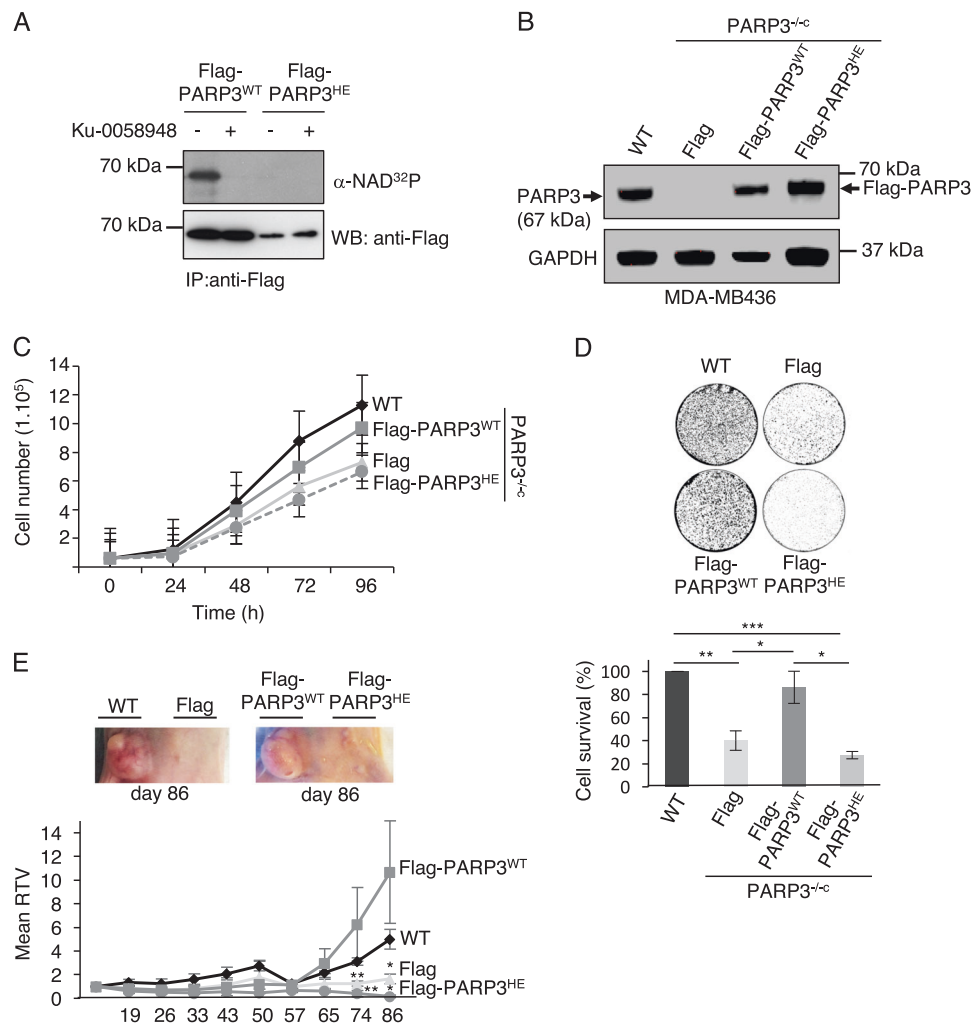 A
Flag-PARP3WT
Flag-PARP3HE
Ku-0058948 - + - +
70 kDa
α-NAD32P
70 kDa
WB: anti-Flag
IP:anti-Flag
B
PARP3-/-c
WT
Flag
Flag-PARP3WT
Flag-PARP3HE
70 kDa
PARP3
(67 kDa)
Flag-PARP3
GAPDH
37 kDa
MDA-MB436
C
Cell number (1.10^5)
14
12
10
8
6
4
2
WT
Flag-PARP3WT
Flag
Flag-PARP3HE
PARP3-/-c
0 24 48 72 96
Time (h)
D
WT Flag
Flag-PARP3WT
Flag-PARP3HE
***
** * *
Cell survival (%)
100
80
60
40
20
0
WT
Flag
Flag-PARP3WT
Flag-PARP3HE
PARP3-/-c
E
WT
Flag
Flag-PARP3WT
Flag-PARP3HE
day 86
day 86
Mean RTV
14
12
10
8
6
4
2
0
Flag-PARP3WT
WT
* Flag
**
** * Flag-PARP3HE
19 26 33 43 50 57 65 74 86